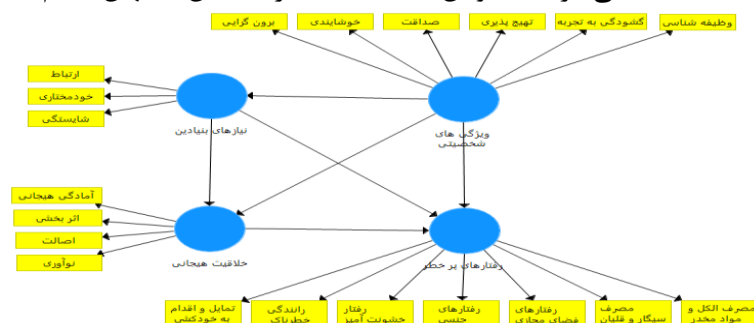 برون گرایی
خوشایندی
صداقت
تهیج پذیری
گشودگی به تجربه
وظیفه شناسی
ارتباط
خودمختاری
شایستگی
نیازهای بنیادین
ویژگی های
شخصیتی
آمادگی هیجانی
اثر بخشی
اصالت
نوآوری
خلاقیت هیجانی
رفتارهای پر خطر
تمایل و اقدام
به خودکشی
رانندگی
خطرناک
رفتار
خشونت آمیز
رفتارهای
جنسی
رفتارهای
فضای مجازی
مصرف
سیگار و قلیان
مصرف الکل و
مواد مخدر